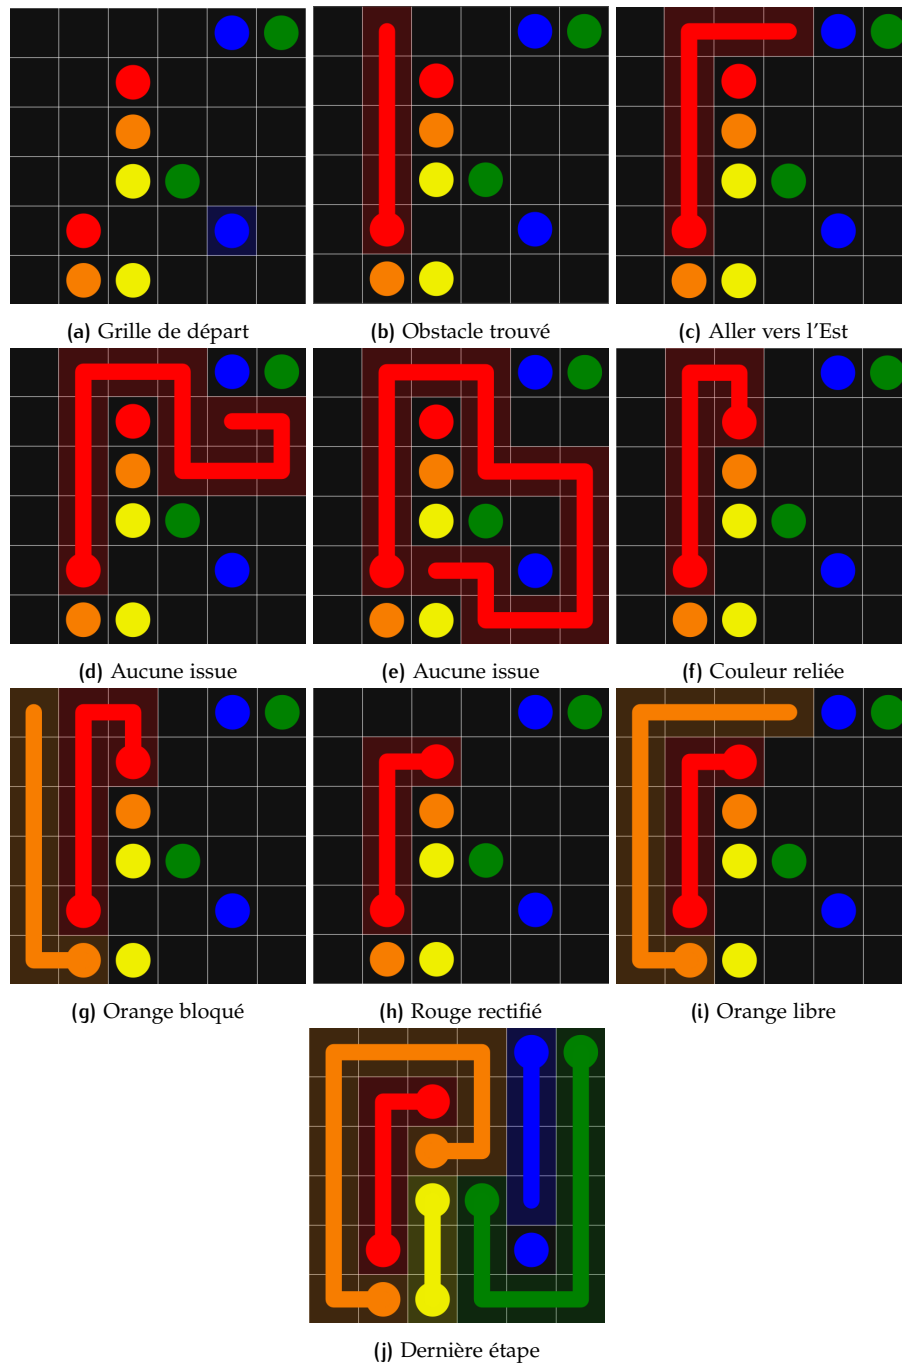 (a) Grille de départ
(b) Obstacle trouvé
(c) Aller vers l'Est
(d) Aucune issue
(e) Aucune issue
(f) Couleur reliée
(g) Orange bloqué
(h) Rouge rectifié
(i) Orange libre
(j) Dernière étape